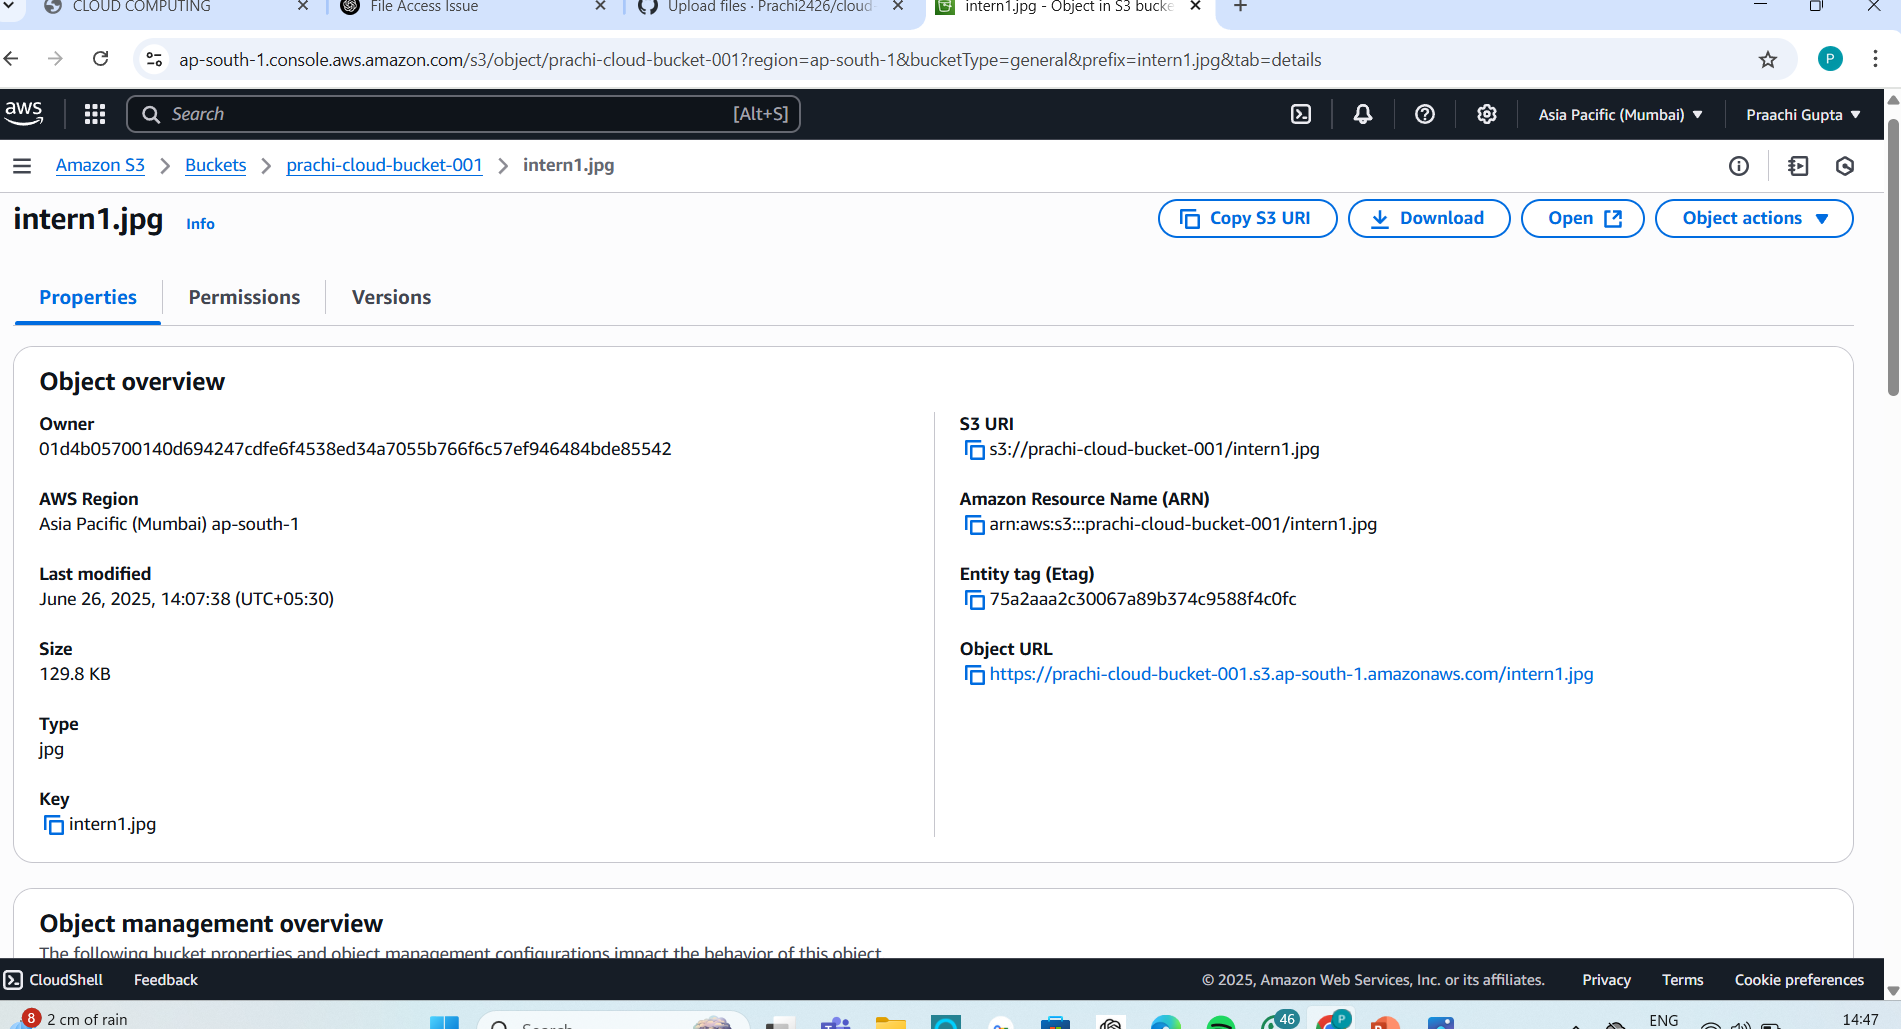 CLOUD COMPUTING
File Access Issue
Upload files · Prachi2426/cloud-
intern1.jpg - Object in S3 bucke
ap-south-1.console.aws.amazon.com/s3/object/prachi-cloud-bucket-001?region=ap-south-1&bucketType=general&prefix=intern1.jpg&tab=details
P
aws
Search
[Alt+S]
Asia Pacific (Mumbai)
Praachi Gupta
Amazon S3
Buckets
prachi-cloud-bucket-001
intern1.jpg
intern1.jpg
Info
Copy S3 URI
Download
Open
Object actions
Properties
Permissions
Versions
Object overview
Owner
01d4b05700140d694247cdfe6f4538ed34a7055b766f6c57ef946484bde85542
AWS Region
Asia Pacific (Mumbai) ap-south-1
Last modified
June 26, 2025, 14:07:38 (UTC+05:30)
Size
129.8 KB
Type
jpg
Key
intern1.jpg
S3 URI
s3://prachi-cloud-bucket-001/intern1.jpg
Amazon Resource Name (ARN)
arn:aws:s3:::prachi-cloud-bucket-001/intern1.jpg
Entity tag (Etag)
75a2aaa2c30067a89b374c9588f4c0fc
Object URL
https://prachi-cloud-bucket-001.s3.ap-south-1.amazonaws.com/intern1.jpg
Object management overview
The following bucket properties and object management configurations impact the behavior of this object
CloudShell
Feedback
© 2025, Amazon Web Services, Inc. or its affiliates.
Privacy
Terms
Cookie preferences
8
2 cm of rain
Search
46
P
ENG
14:47